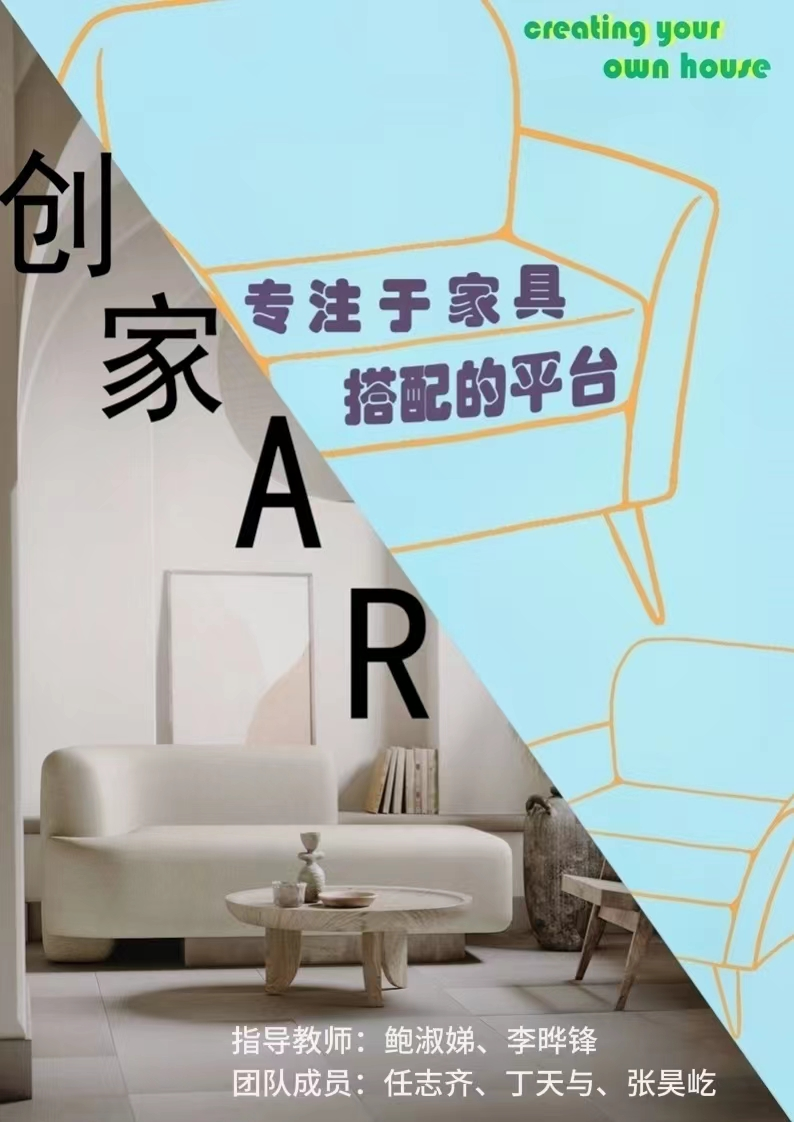 creating your
own house
创家AR
专注于家具
搭配的平台
指导教师：鲍淑娣、李晔锋
团队成员：任志齐、丁天与、张昊屹